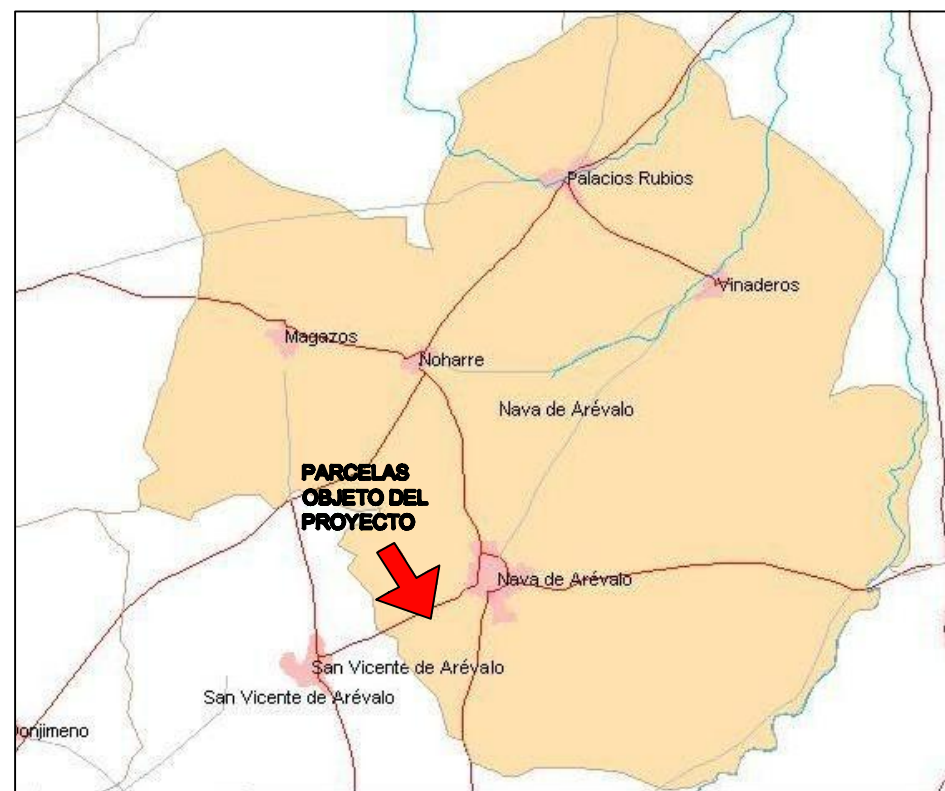 Palacios Rubios
Vinaderos
Magazos
Noharre
Nava de Arévalo
PARCELAS
OBJETO DEL
PROYECTO
Nava de Arévalo
San Vicente de Arévalo
San Vicente de Arévalo
onjimeno